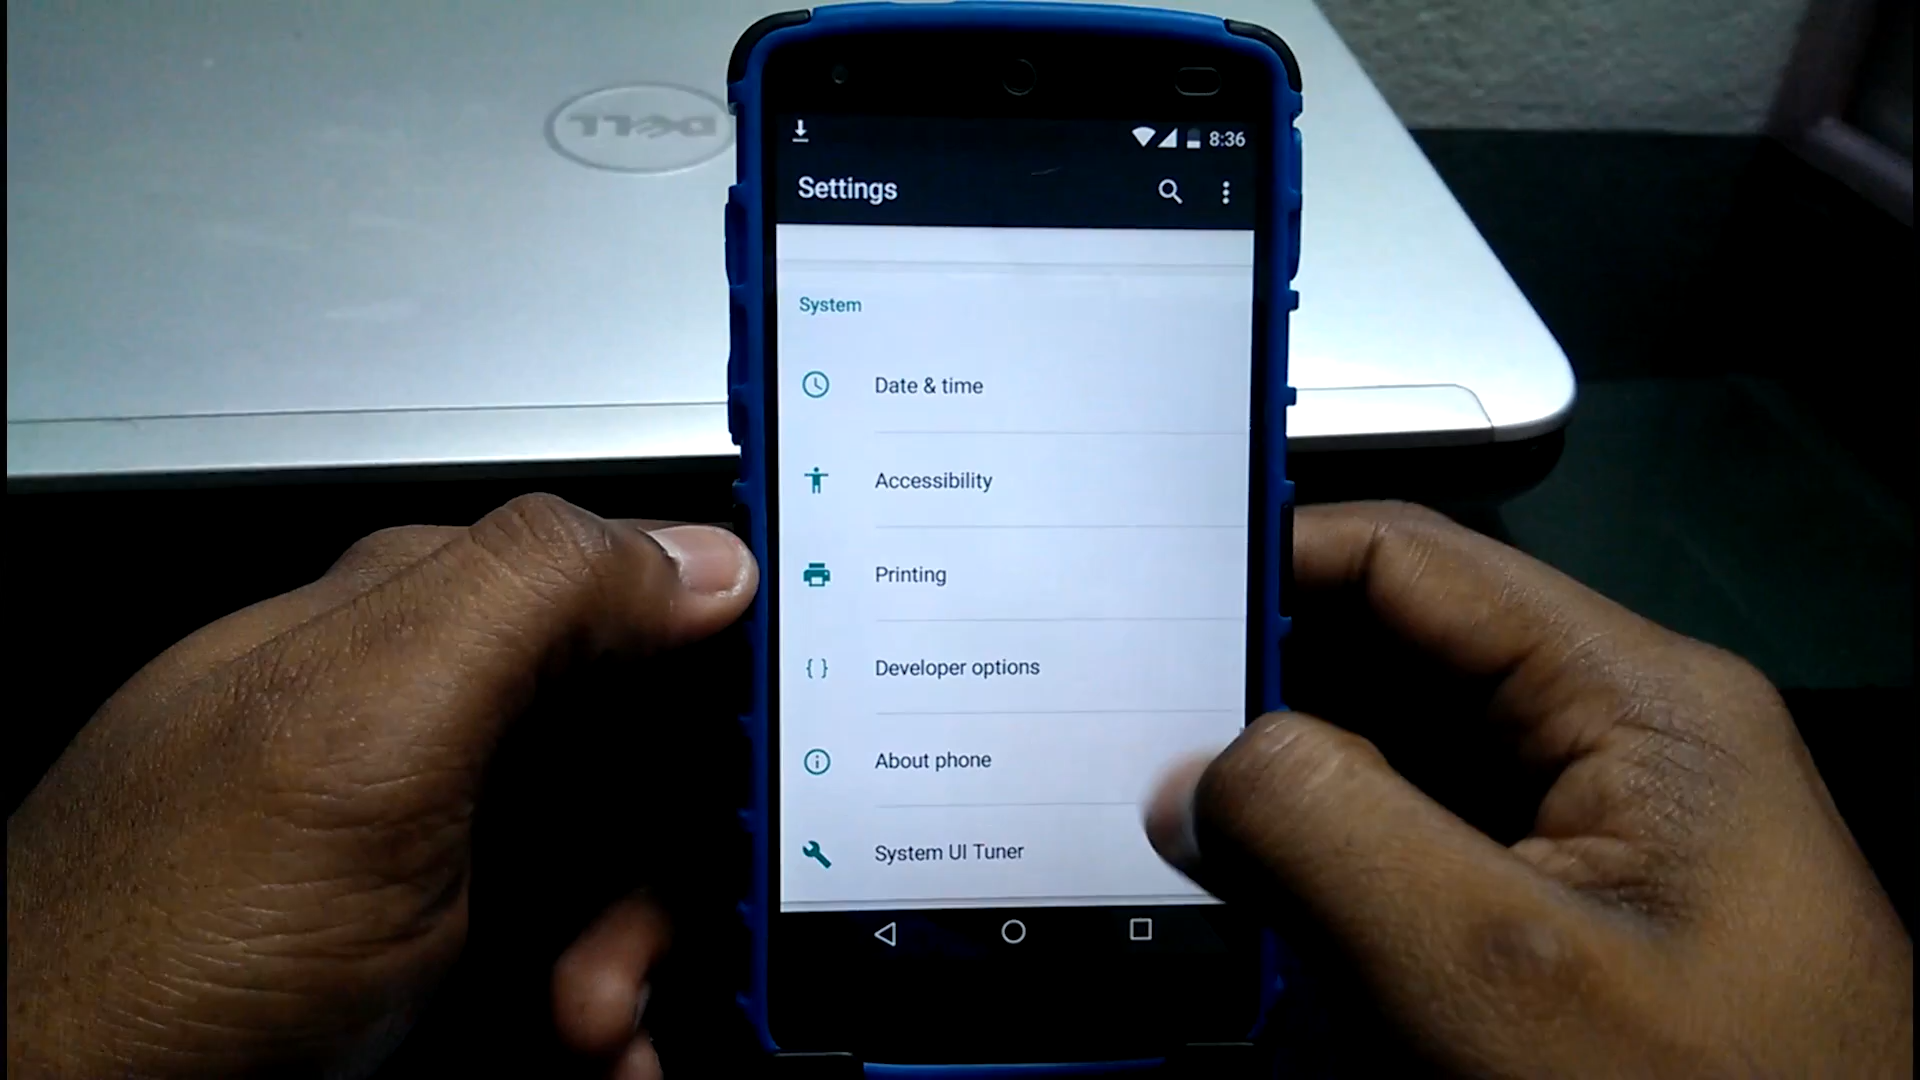 DELL
8:36
Settings
System
Date & time
Accessibility
Printing
{ } Developer options
About phone
System UI Tuner